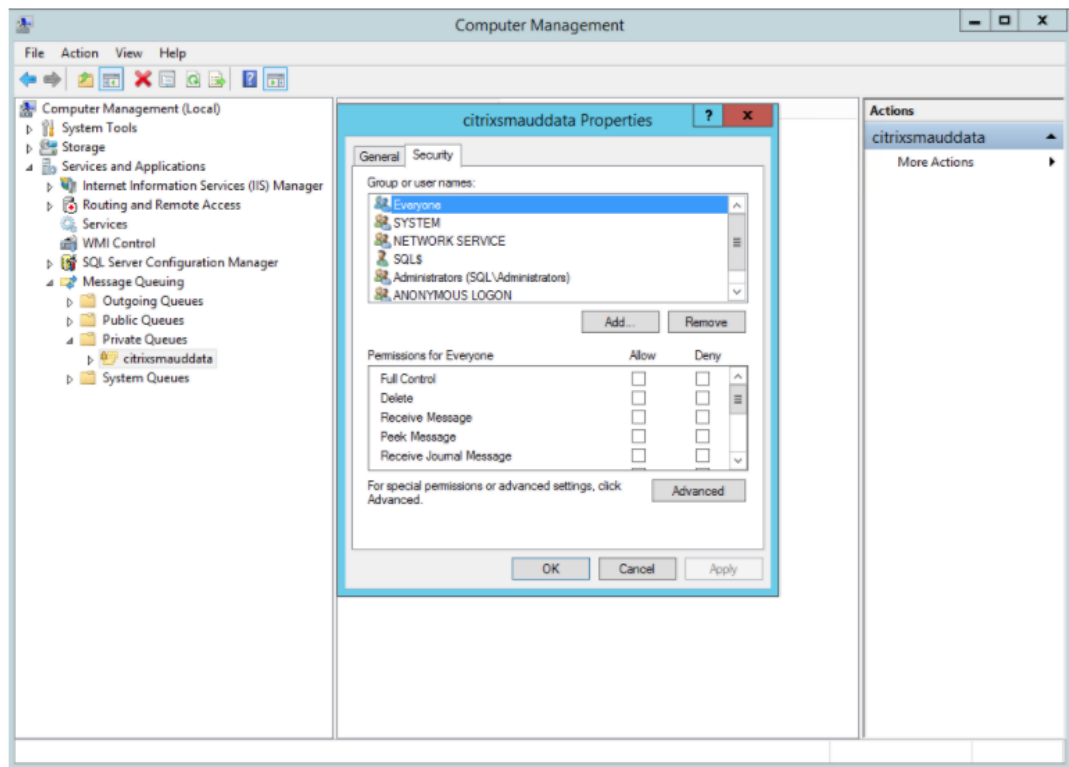 Computer Management
File Action View Help
Computer Management (Local)
System Tools
Storage
Services and Applications
Internet Information Services (IIS) Manager
Routing and Remote Access
Services
WMI Control
SQL Server Configuration Manager
Message Queuing
Outgoing Queues
Public Queues
Private Queues
citrixsmauddata
System Queues
citrixsmauddata Properties
? x
General Security
Group or user names:
Everyone
SYSTEM
NETWORK SERVICE
SQL$
Administrators (SQL\Administrators)
ANONYMOUS LOGON
Add... Remove
Permissions for Everyone Allow Deny
Full Control
Delete
Receive Message
Peek Message
Receive Journal Message
For special permissions or advanced settings, click
Advanced.
Advanced
OK Cancel Apply
Actions
citrixsmauddata
More Actions